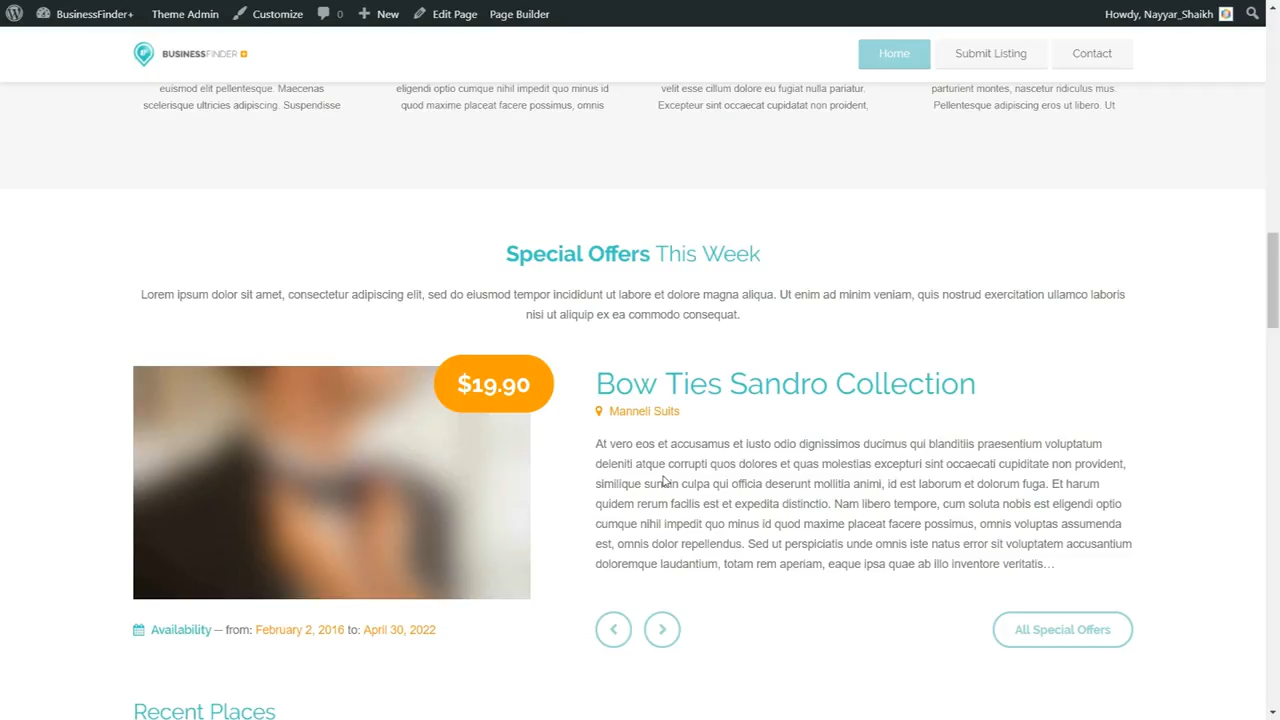 BusinessFinder+ Theme Admin Customize 0 New Edit Page Page Builder Howdy, Nayyar_Shaikh
BUSINESSFINDER Home Submit Listing Contact
euismod elit pellentesque. Maecenas eligendi optio cumque nihil impedit quo minus id velit esse cillum dolore eu fugiat nulla pariatur. parturient montes, nascetur ridiculus mus.
scelerisque ultricies adipiscing. Suspendisse quod maxime placeat facere possimus, omnis Excepteur sint occaecat cupidatat non proident, Pellentesque adipiscing eros ut libero. Ut
Special Offers This Week
Lorem ipsum dolor sit amet, consectetur adipiscing elit, sed do eiusmod tempor incididunt ut labore et dolore magna aliqua. Ut enim ad minim veniam, quis nostrud exercitation ullamco laboris
nisi ut aliquip ex ea commodo consequat.
$19.90
Bow Ties Sandro Collection
Manneli Suits
At vero eos et accusamus et iusto odio dignissimos ducimus qui blanditiis praesentium voluptatum
deleniti atque corrupti quos dolores et quas molestias excepturi sint occaecati cupiditate non provident,
similique sunt in culpa qui officia deserunt mollitia animi, id est laborum et dolorum fuga. Et harum
quidem rerum facilis est et expedita distinctio. Nam libero tempore, cum soluta nobis est eligendi optio
cumque nihil impedit quo minus id quod maxime placeat facere possimus, omnis voluptas assumenda
est, omnis dolor repellendus. Sed ut perspiciatis unde omnis iste natus error sit voluptatem accusantium
doloremque laudantium, totam rem aperiam, eaque ipsa quae ab illo inventore veritatis…
Availability — from: February 2, 2016 to: April 30, 2022
All Special Offers
Recent Places